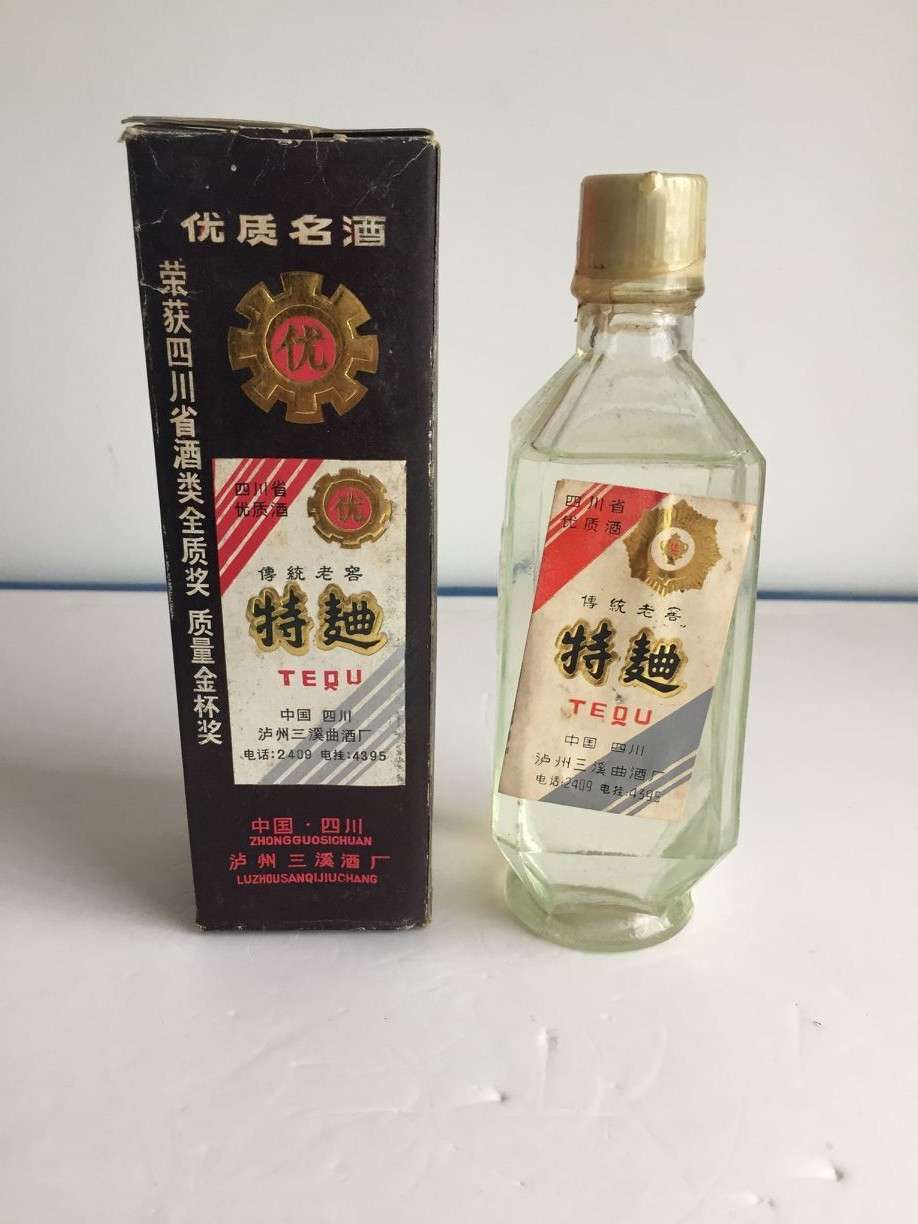 优质名酒
荣获四川省酒类全质奖 质量金杯奖
优
四川省
优质酒
优
傳統老窖
特麯
TEQU
中国 四川
泸州三溪曲酒厂
电话:2409 电挂:4395
中国·四川
ZHONGGUOSICHUAN
泸州三溪酒厂
LUZHOUSANQIJIUCHANG
四川省
优质酒
傳統老窖
特麯
TEQU
中国 四川
泸州三溪曲酒厂
电话:2409 电挂:4395